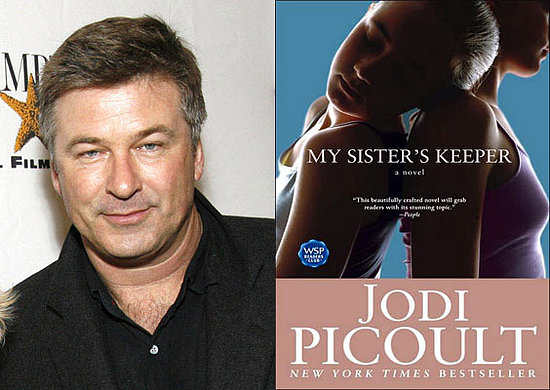 L FILM
MY SISTER'S KEEPER
a novel
"This beautifully crafted novel will grab
readers with its stunning topic."
—People
WSP
READERS
CLUB
JODI
PICOULT
NEW YORK TIMES BESTSELLER